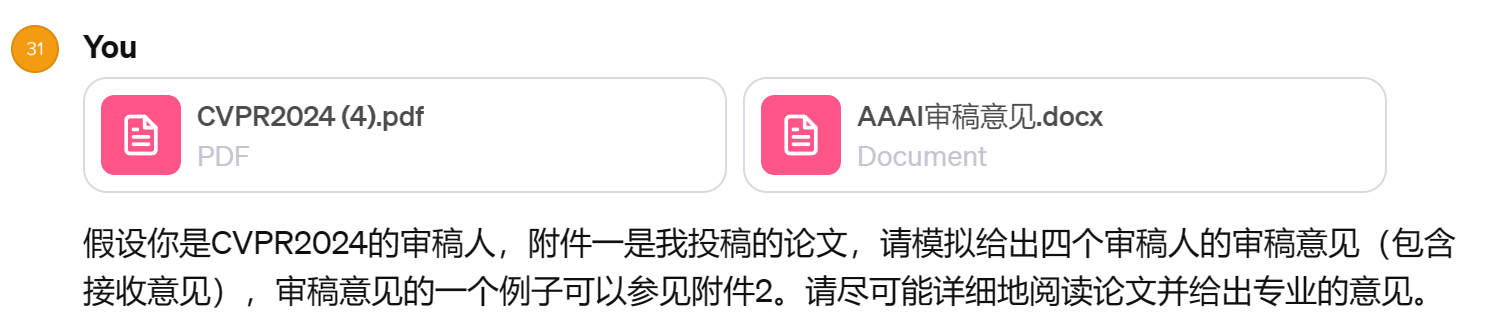 31
You
CVPR2024 (4).pdf
PDF
AAAI审稿意见.docx
Document
假设你是CVPR2024的审稿人，附件一是我投稿的论文，请模拟给出四个审稿人的审稿意见（包含
接收意见），审稿意见的一个例子可以参见附件2。请尽可能详细地阅读论文并给出专业的意见。